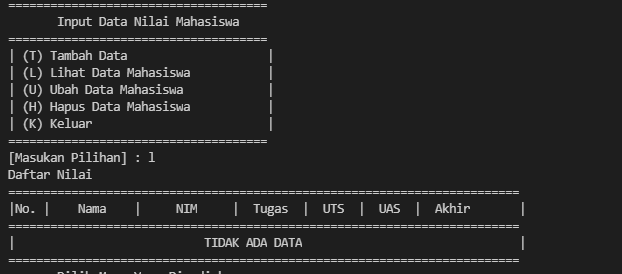 =====================================
Input Data Nilai Mahasiswa
=====================================
| (T) Tambah Data |
| (L) Lihat Data Mahasiswa |
| (U) Ubah Data Mahasiswa |
| (H) Hapus Data Mahasiswa |
| (K) Keluar |
=====================================
[Masukan Pilihan] : l
Daftar Nilai
=========================================================================
|No. | Nama | NIM | Tugas | UTS | UAS | Akhir |
=========================================================================
| TIDAK ADA DATA |
=========================================================================